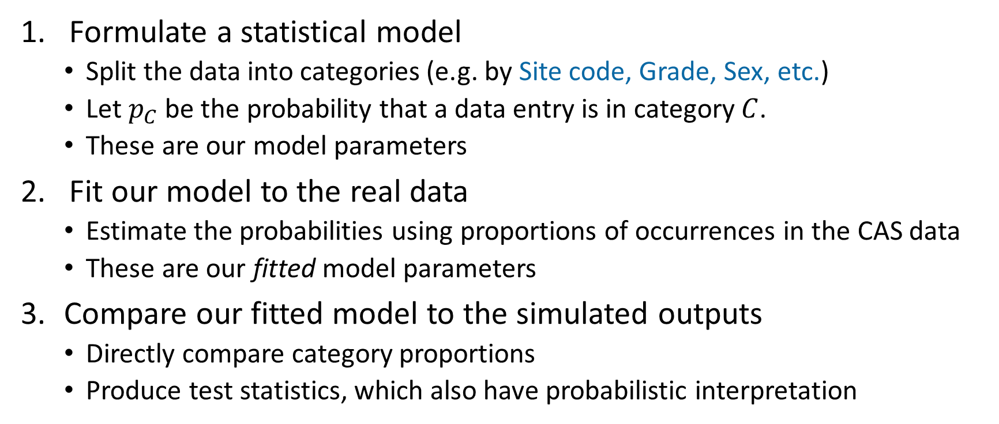 1. Formulate a statistical model
• Split the data into categories (e.g. by Site code, Grade, Sex, etc.)
• Let p_C be the probability that a data entry is in category C.
• These are our model parameters
2. Fit our model to the real data
• Estimate the probabilities using proportions of occurrences in the CAS data
• These are our fitted model parameters
3. Compare our fitted model to the simulated outputs
• Directly compare category proportions
• Produce test statistics, which also have probabilistic interpretation